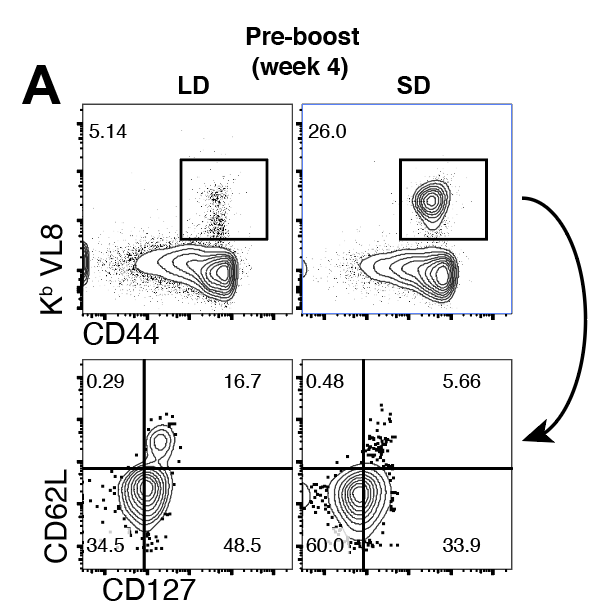 Pre-boost
(week 4)
A
LD
SD
5.14
26.0
Kᵇ VL8
CD44
0.29
16.7
0.48
5.66
CD62L
34.5
48.5
60.0
33.9
CD127